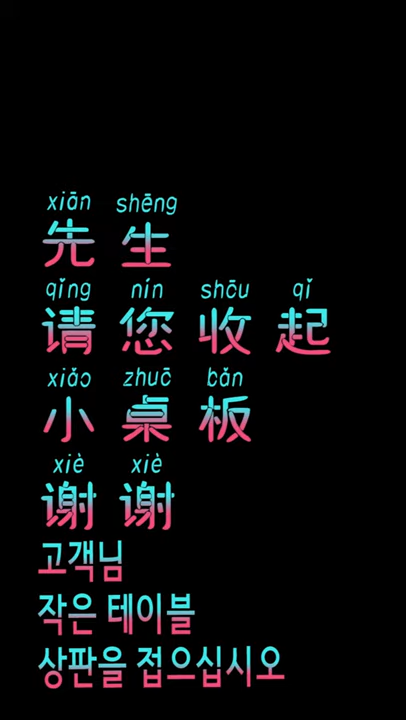 xiān shēng
先生
qǐng nín shōu qǐ
请您收起
xiǎo zhuō bǎn
小桌板
xiè xiè
谢谢
고객님
작은 테이블
상판을 접으십시오